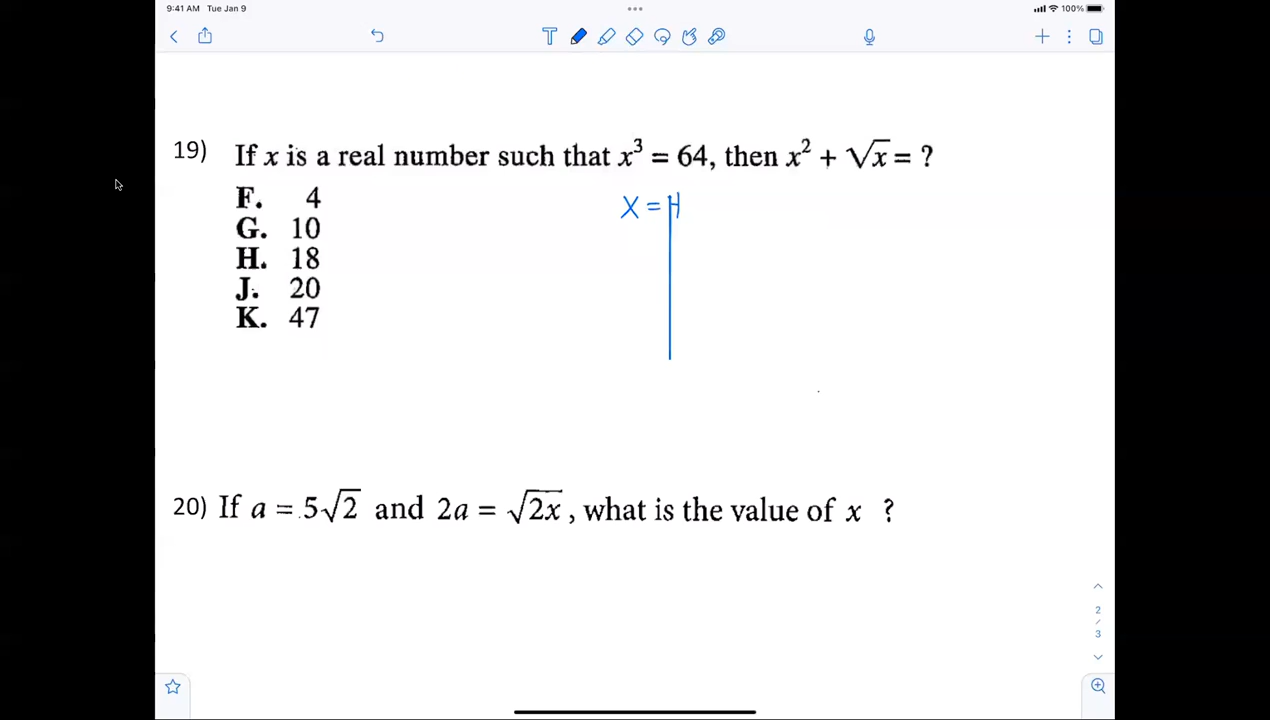 9:41 AM Tue Jan 9
100%
T
19) If x is a real number such that x³ = 64, then x² + √x = ?
x =
F. 4
G. 10
H. 18
J. 20
K. 47
20) If a = 5√2 and 2a = √2x, what is the value of x ?
2
/
3